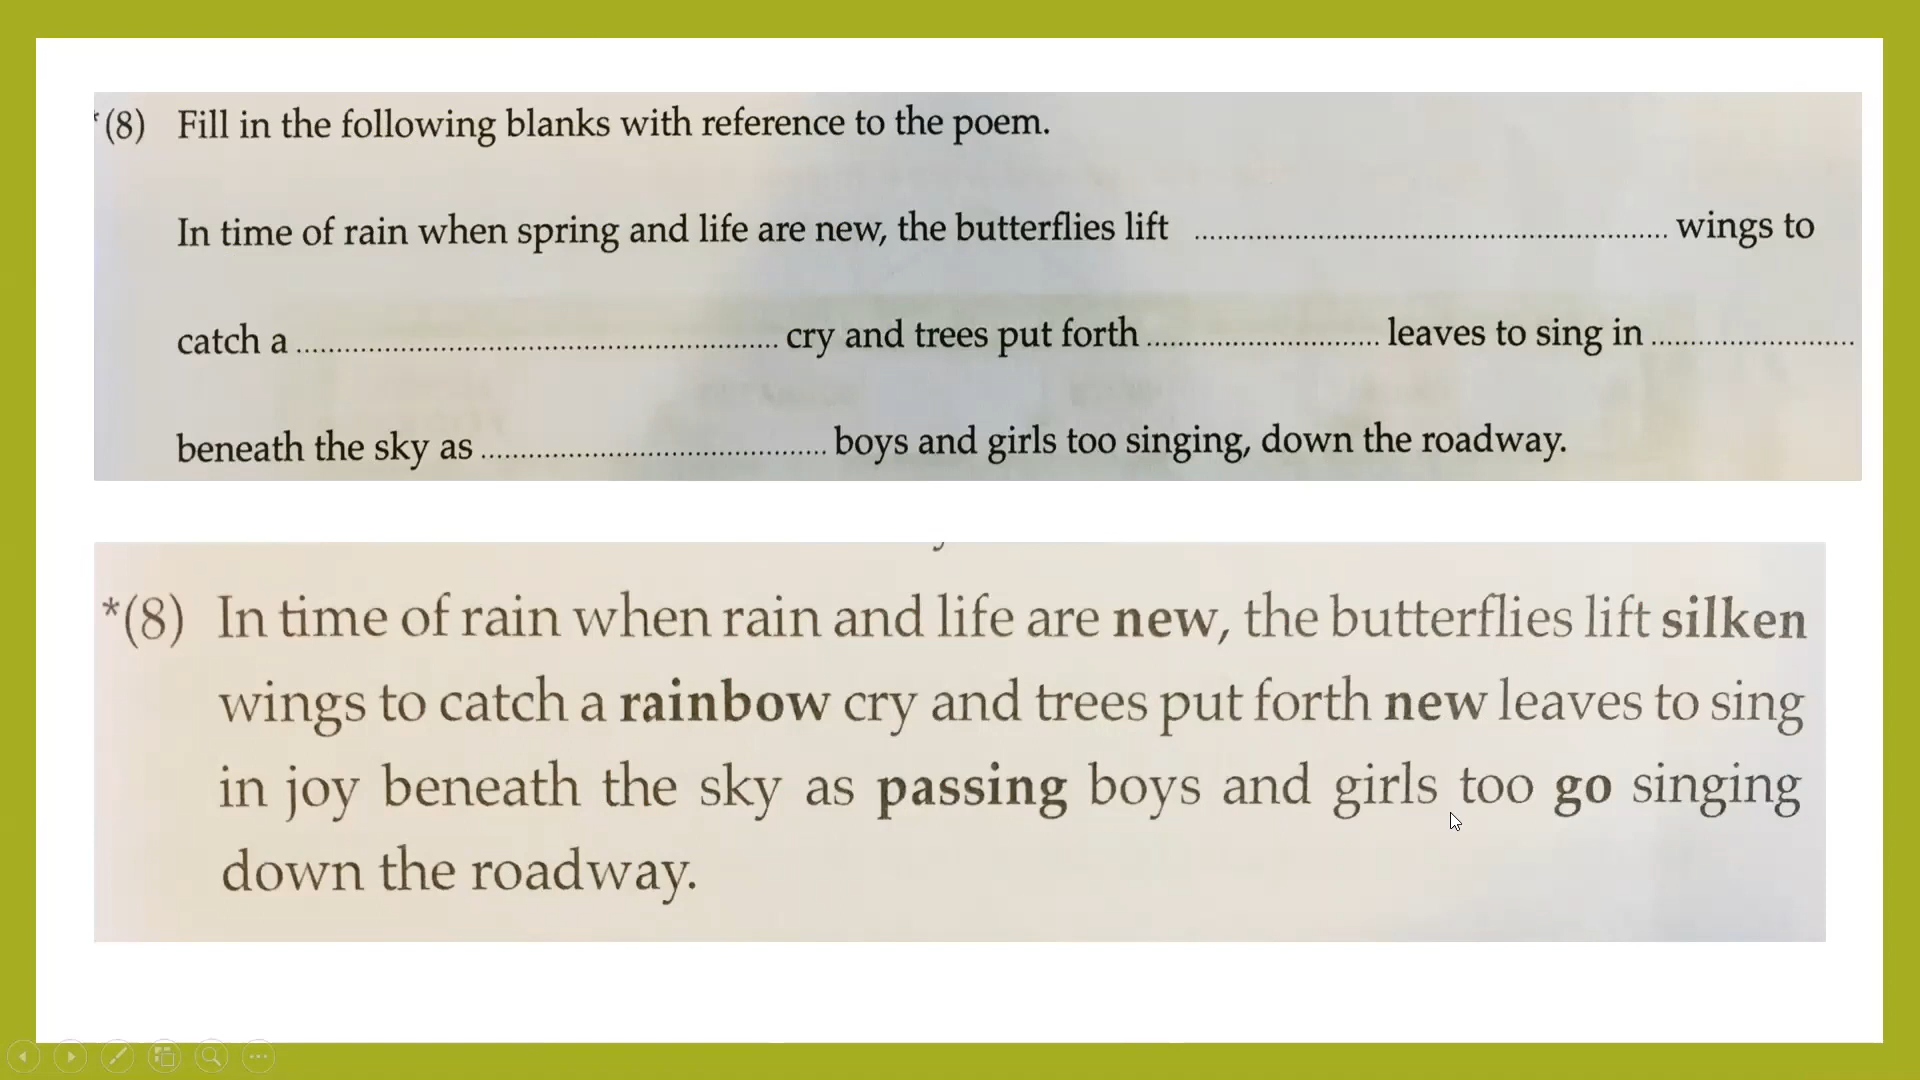 *(8) Fill in the following blanks with reference to the poem.
In time of rain when spring and life are new, the butterflies lift ........................................ wings to
catch a ........................................ cry and trees put forth .............................. leaves to sing in ..........................
beneath the sky as ........................................ boys and girls too singing, down the roadway.
*(8) In time of rain when rain and life are new, the butterflies lift silken
wings to catch a rainbow cry and trees put forth new leaves to sing
in joy beneath the sky as passing boys and girls too go singing
down the roadway.